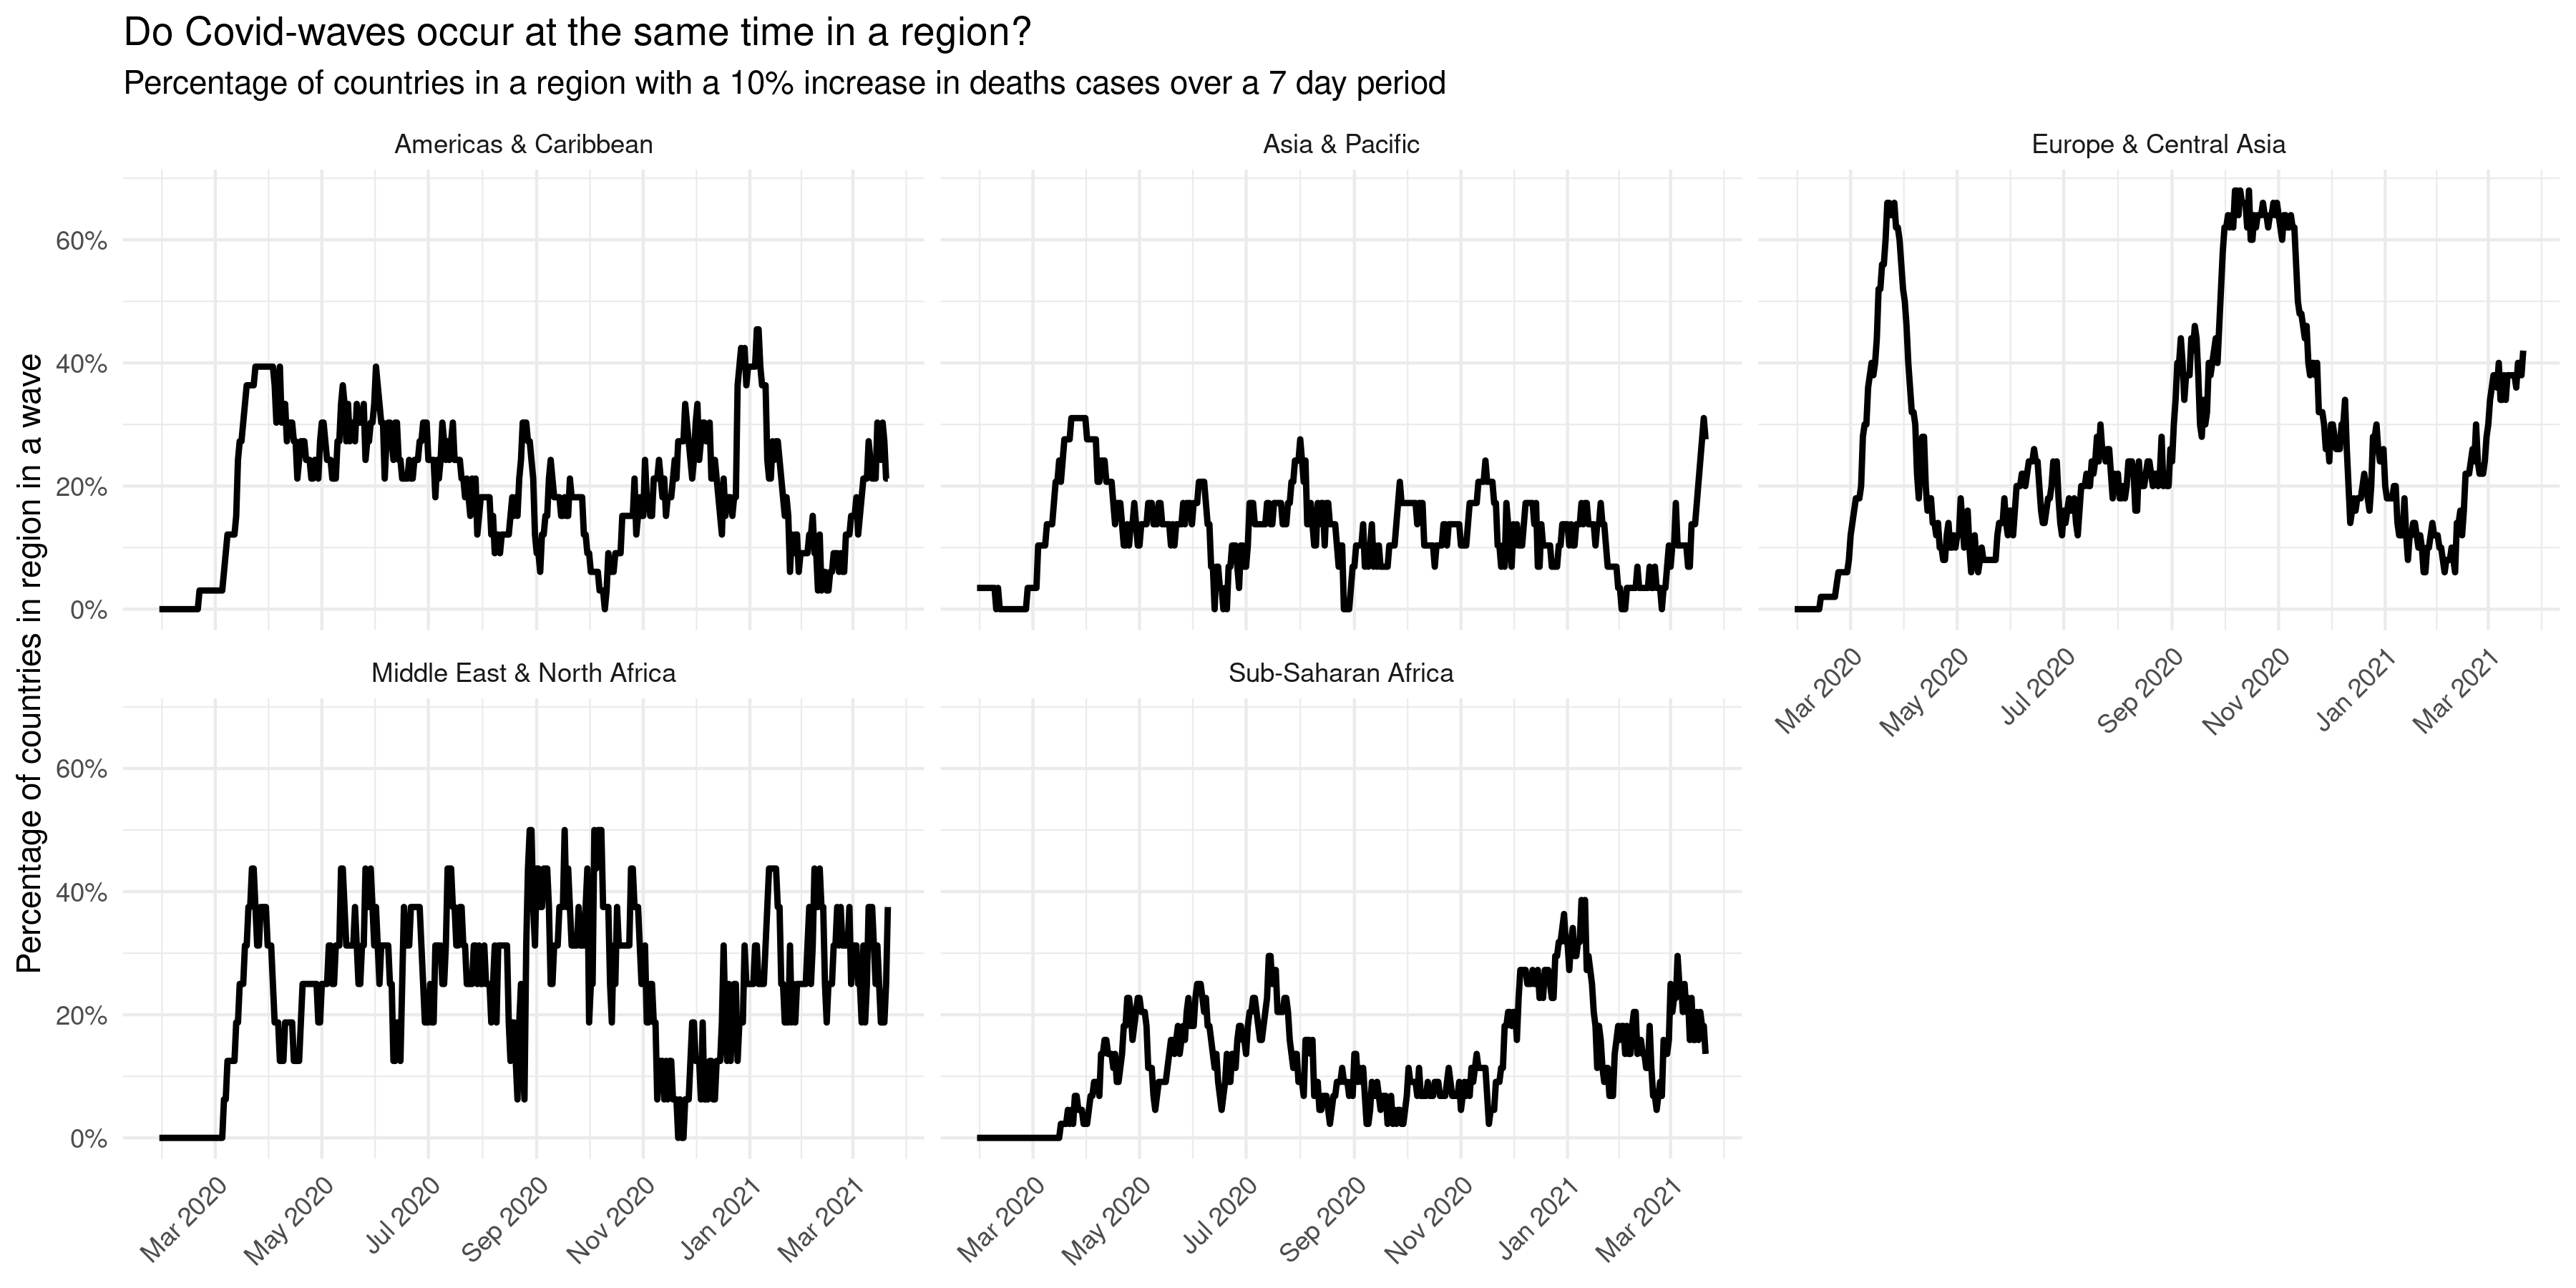 Do Covid-waves occur at the same time in a region?
Percentage of countries in a region with a 10% increase in deaths cases over a 7 day period
Percentage of countries in region in a wave
Americas & Caribbean
Asia & Pacific
Europe & Central Asia
60%
40%
20%
0%
Mar 2020
May 2020
Jul 2020
Sep 2020
Nov 2020
Jan 2021
Mar 2021
Middle East & North Africa
Sub-Saharan Africa
60%
40%
20%
0%
Mar 2020
May 2020
Jul 2020
Sep 2020
Nov 2020
Jan 2021
Mar 2021
Mar 2020
May 2020
Jul 2020
Sep 2020
Nov 2020
Jan 2021
Mar 2021